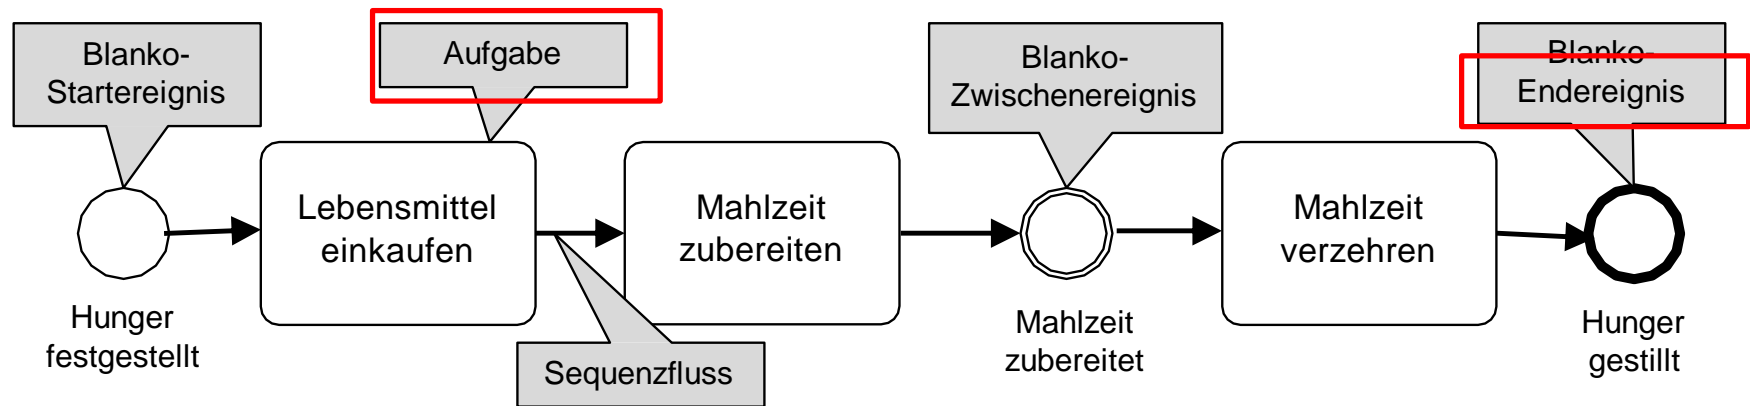 Blanko-
Startereignis
Aufgabe
Blanko-
Zwischenereignis
Blanko-
Endereignis
Lebensmittel
einkaufen
Mahlzeit
zubereiten
Mahlzeit
verzehren
Hunger
festgestellt
Sequenzfluss
Mahlzeit
zubereitet
Hunger
gestillt